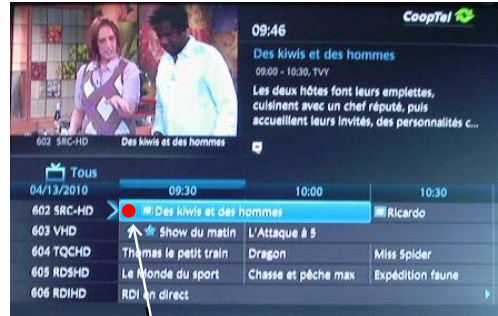 CoopTel
09:46
Des kiwis et des hommes
09:00 - 10:30, TVY
Les deux hôtes font leurs emplettes,
cuisinent avec un chef réputé, puis
accueillent leurs invités, des personnalités c...
602 SRC-HD Des kiwis et des hommes
Tous
04/13/2010 09:30 10:00 10:30
602 SRC-HD Des kiwis et des hommes Ricardo
603 VHD Show du matin L'Attaque à 5
604 TQCHD Thomas le petit train Dragon Miss Spider
605 RDSHD Le Monde du sport Chasse et pêche max Expédition faune
606 RDIHD RDI en direct